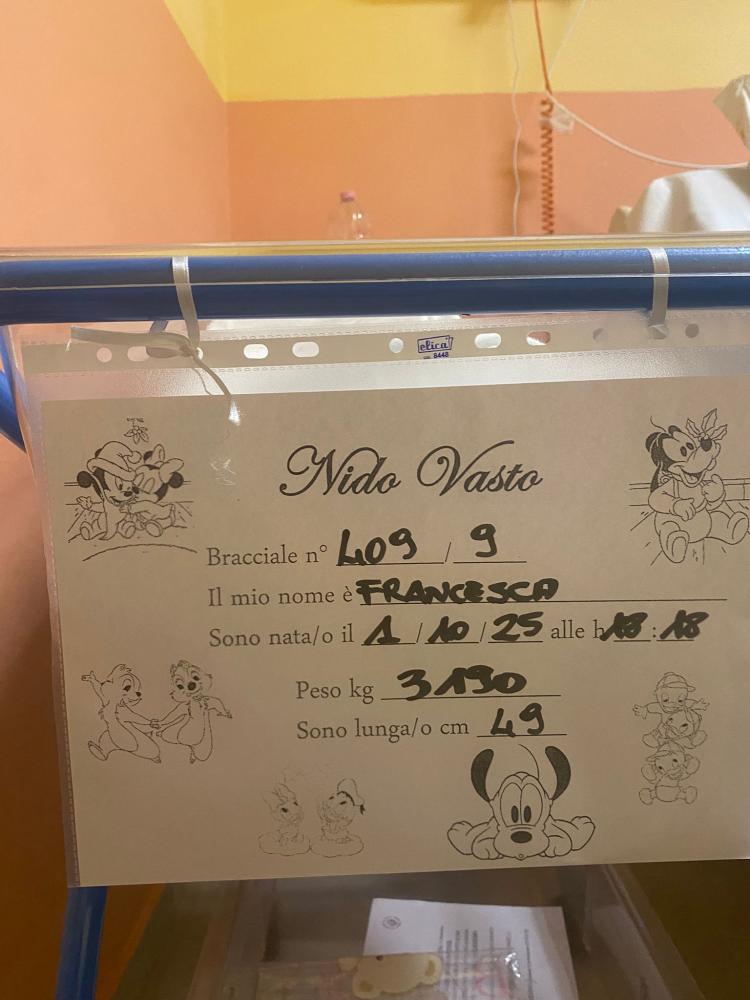 elica
8448
Nido Vasto
Bracciale n° 409 / 9
Il mio nome è FRANCESCA
Sono nata/o il 1 / 10 / 25 alle h 18 : 18
Peso kg 3190
Sono lunga/o cm 49